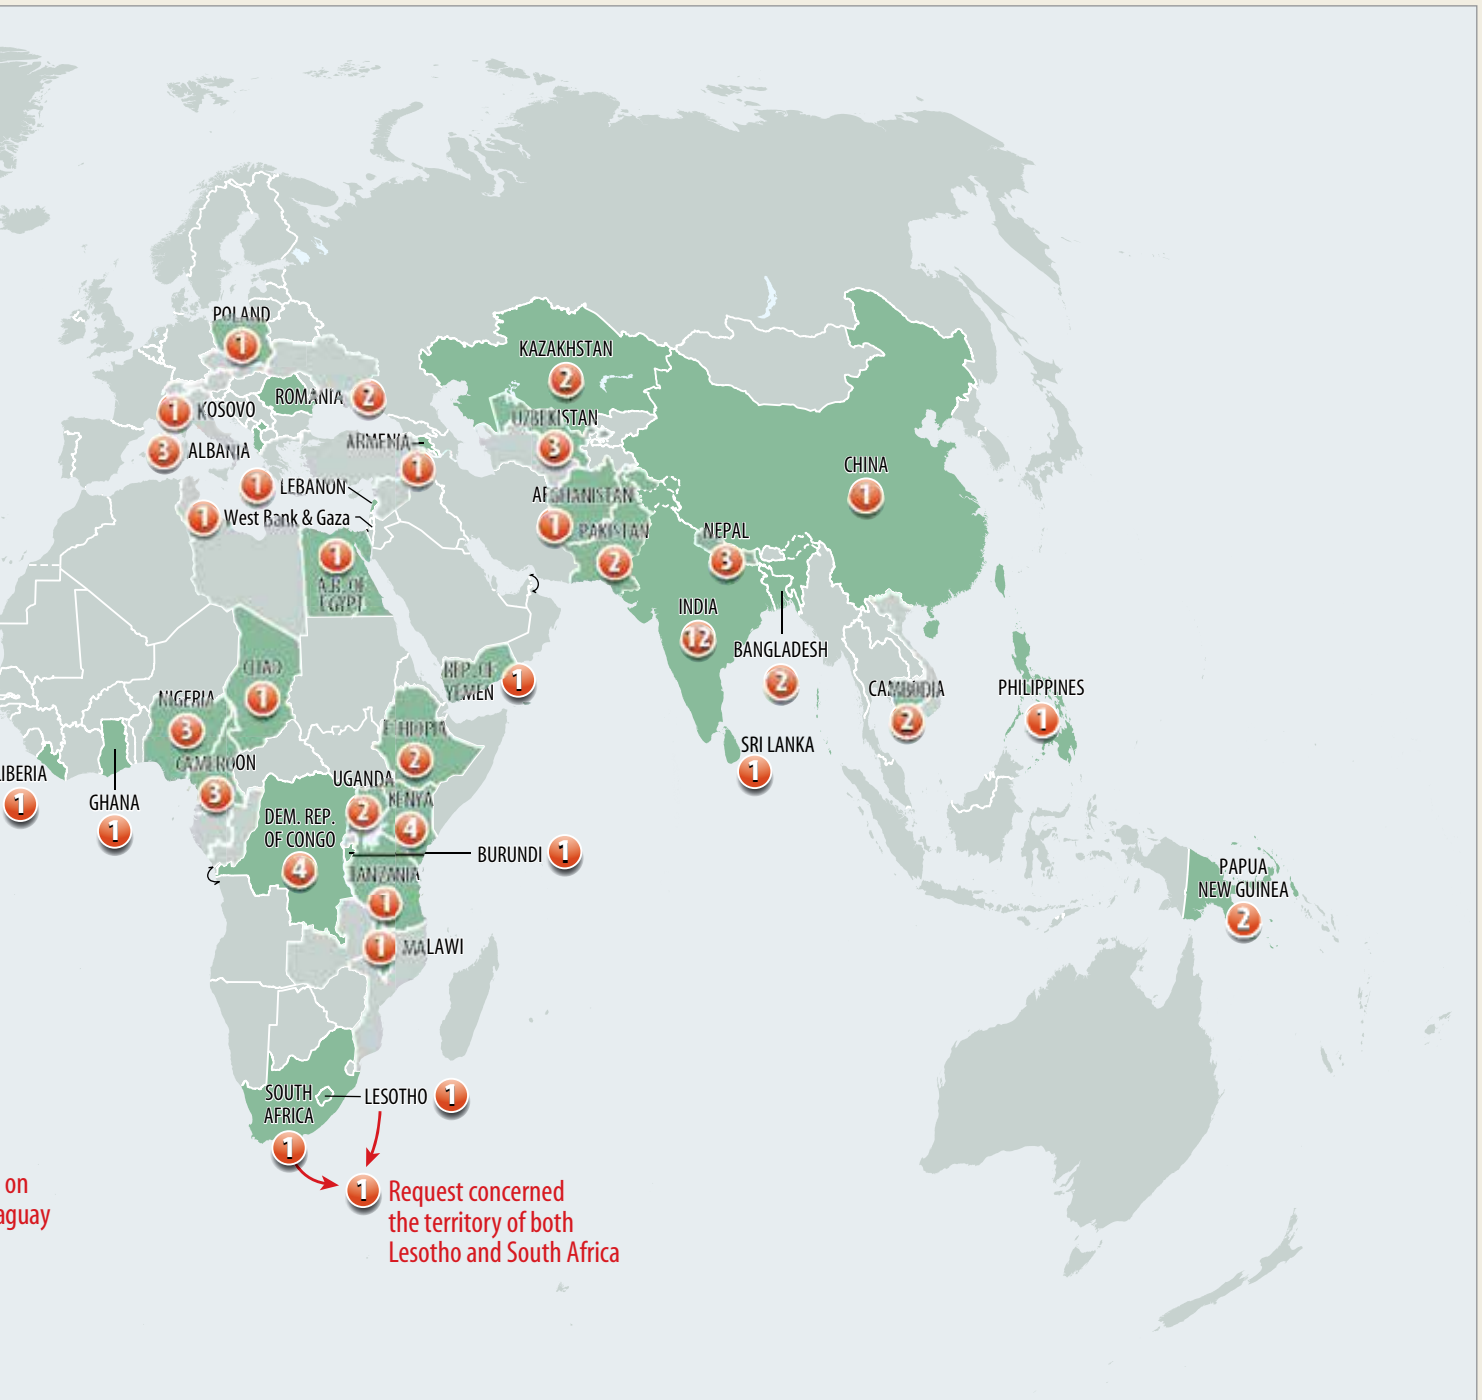 POLAND
1
KAZAKHSTAN
2
ROMANIA
2
1
KOSOVO
UZBEKISTAN
3
3
ALBANIA
ARMENIA
1
CHINA
1
1
LEBANON
AFGHANISTAN
1
1
West Bank & Gaza
PAKISTAN
2
NEPAL
3
1
A.R. OF
EGYPT
INDIA
12
BANGLADESH
2
CHAD
1
REP. OF
YEMEN
1
NIGERIA
3
CAMBODIA
2
PHILIPPINES
1
ETHIOPIA
2
SRI LANKA
1
CAMEROON
3
IBERIA
1
GHANA
1
UGANDA
2
KENYA
4
DEM. REP.
OF CONGO
4
BURUNDI
1
TANZANIA
1
PAPUA
NEW GUINEA
2
1
MALAWI
SOUTH
AFRICA
1
LESOTHO
1
on
aguay
1
Request concerned
the territory of both
Lesotho and South Africa